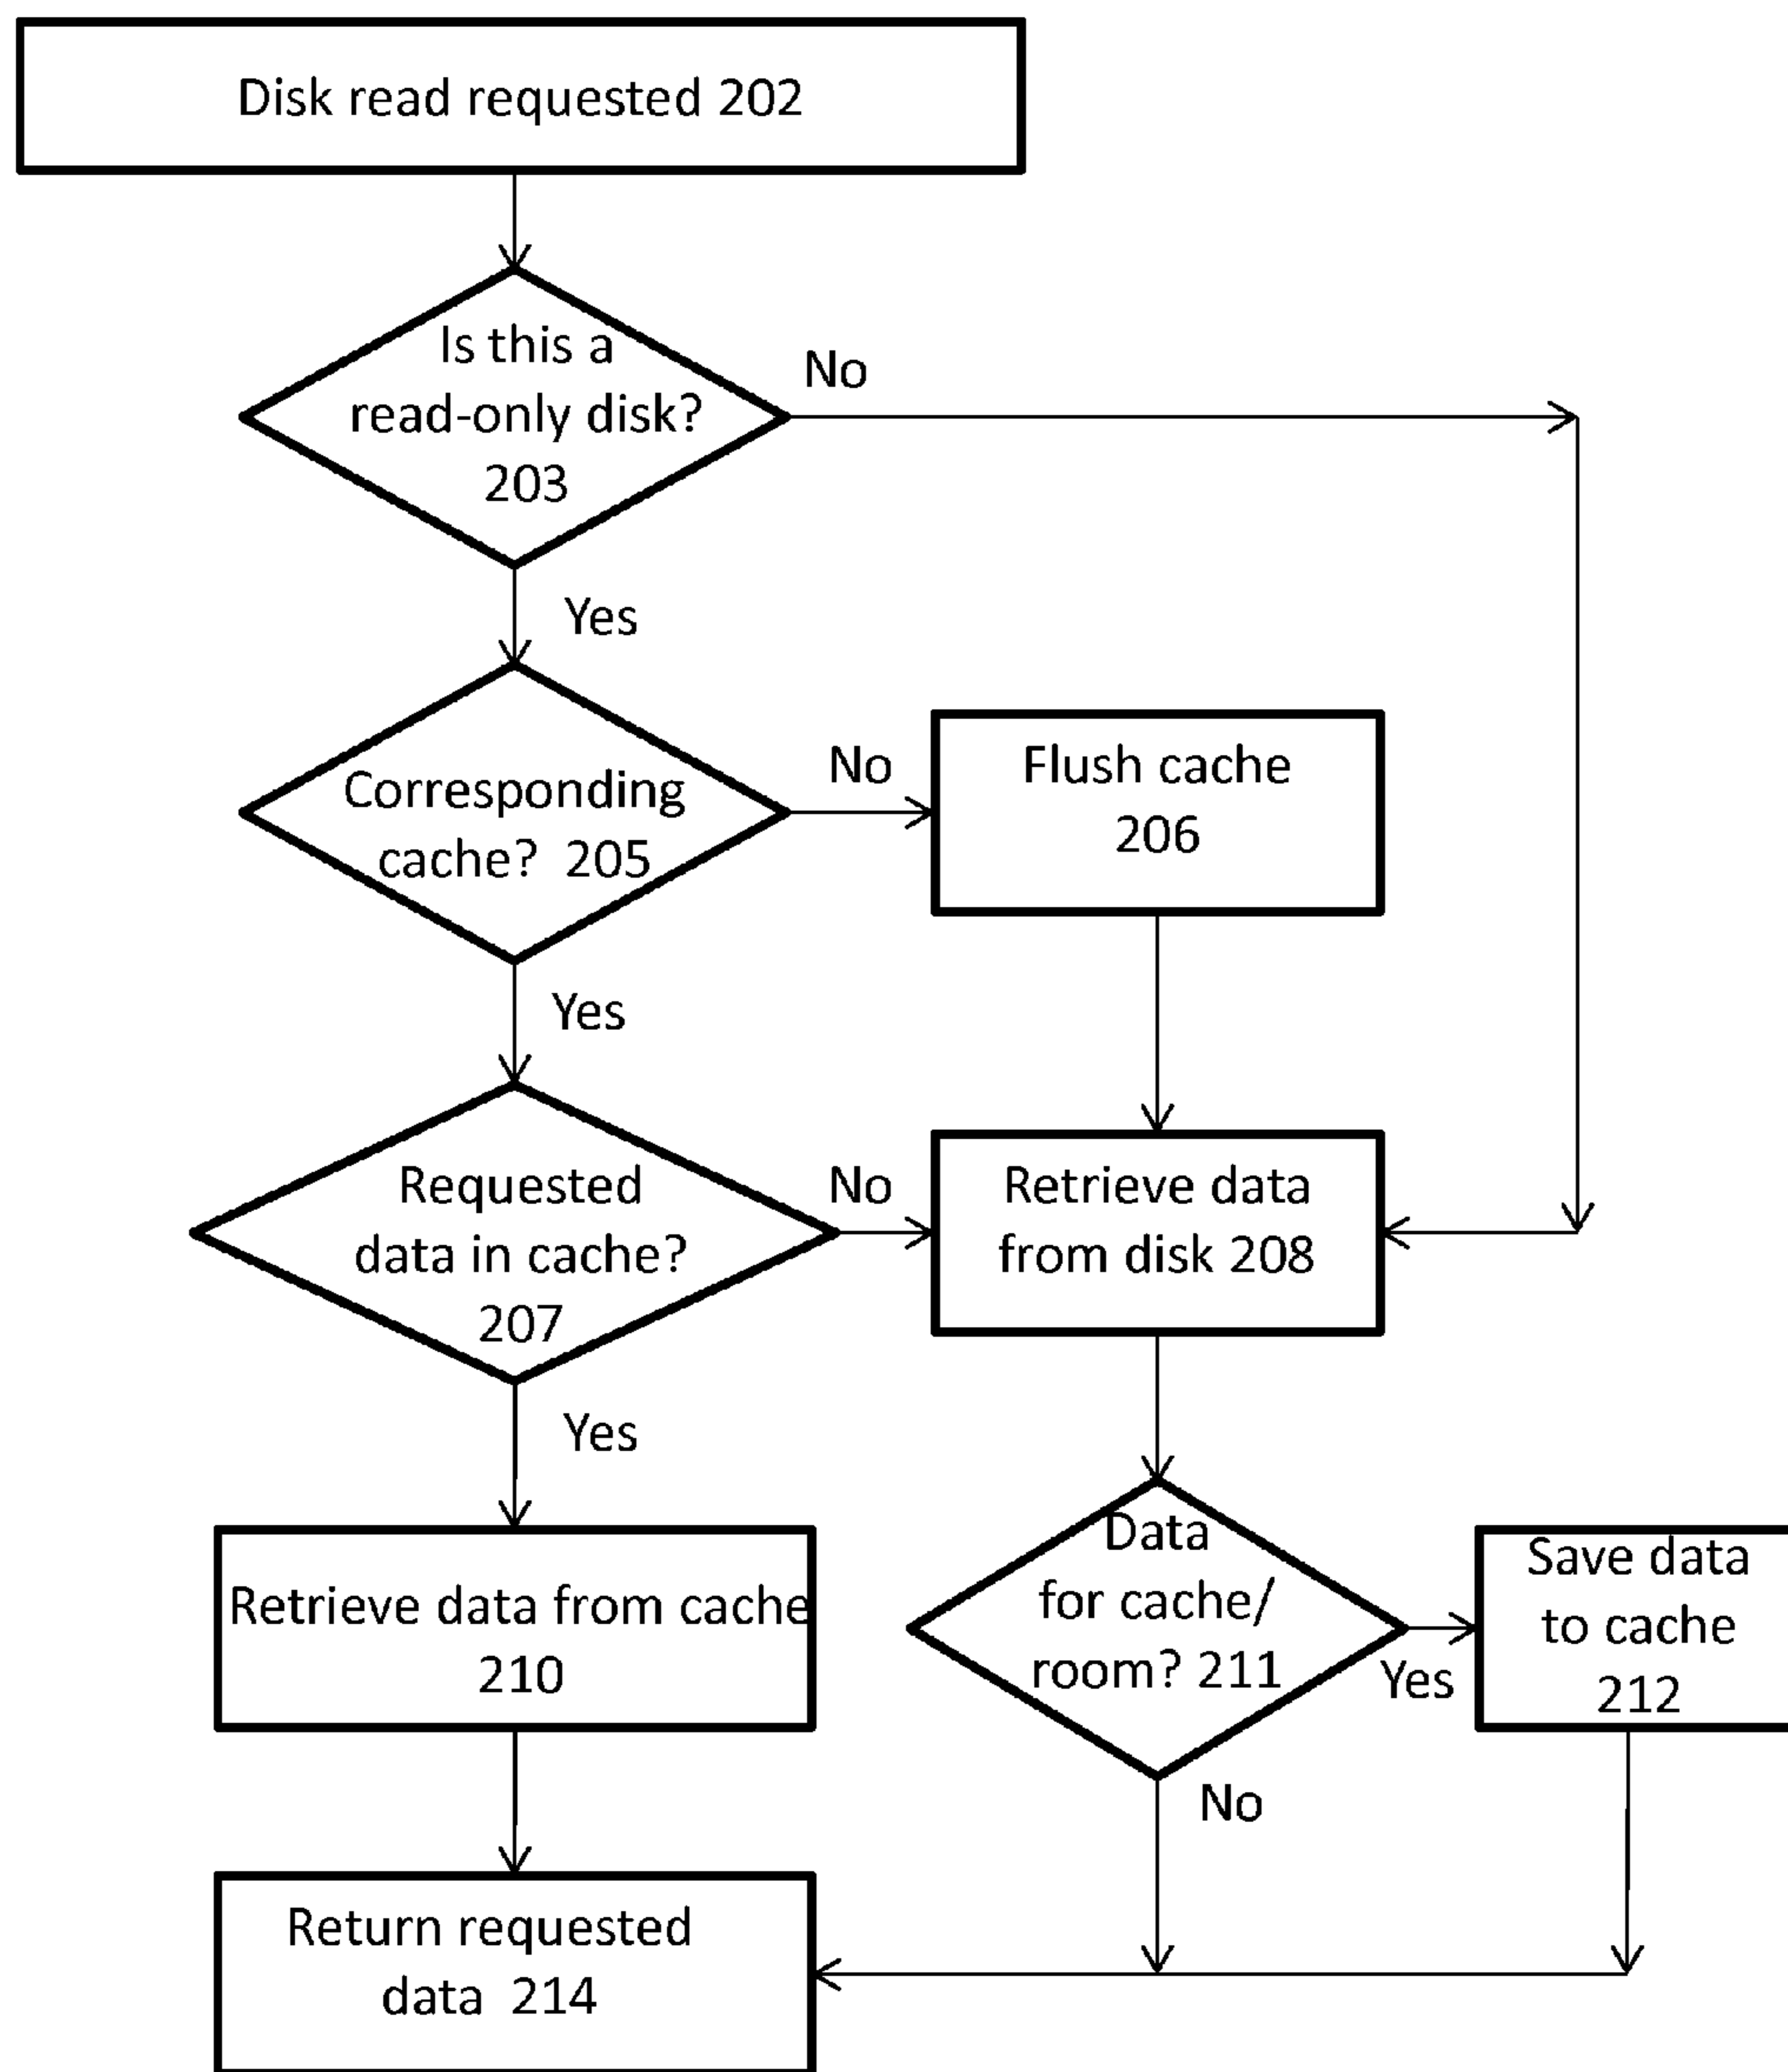 Disk read requested 202
Is this a
read-only disk?
203
No
Yes
Corresponding
cache?  205
No
Flush cache
206
Yes
Requested
data in cache?
207
No
Retrieve data
from disk 208
Yes
Retrieve data from cache
210
Data
for cache/
room? 211
Yes
Save data
to cache
212
No
Return requested
data  214